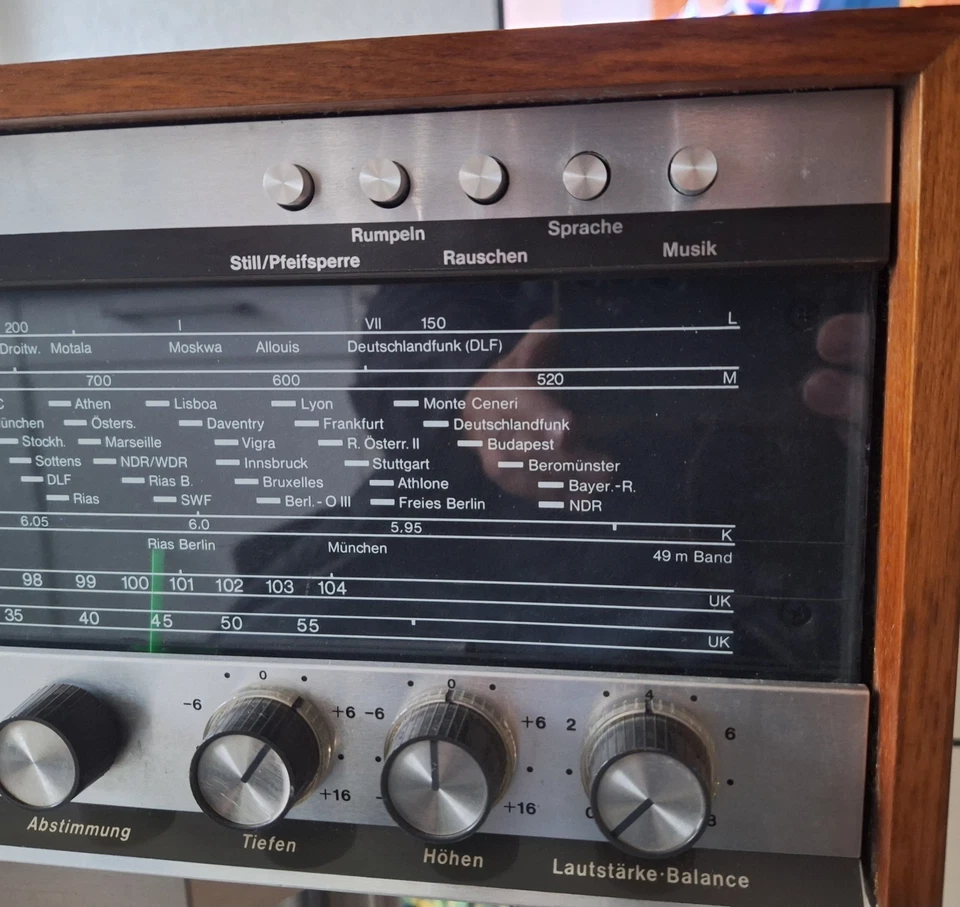 Rumpeln Sprache
Still/Pfeifsperre Rauschen Musik
200 I VII 150 L
Droitw. Motala Moskwa Allouis Deutschlandfunk (DLF)
700 600 520 M
Athen Lisboa Lyon Monte Ceneri
ünchen Östers. Daventry Frankfurt Deutschlandfunk
Stockh. Marseille Vigra R. Österr. II Budapest
Sottens NDR/WDR Innsbruck Stuttgart Beromünster
DLF Rias B. Bruxelles Athlone Bayer.-R.
Rias SWF Berl.-O III Freies Berlin NDR
6.05 6.0 5.95 K
Rias Berlin München 49 m Band
98 99 100 101 102 103 104 UK
35 40 45 50 55 UK
-6 0 +6 -6 0 +6 2 4 6
+16 +16
Abstimmung Tiefen Höhen Lautstärke·Balance